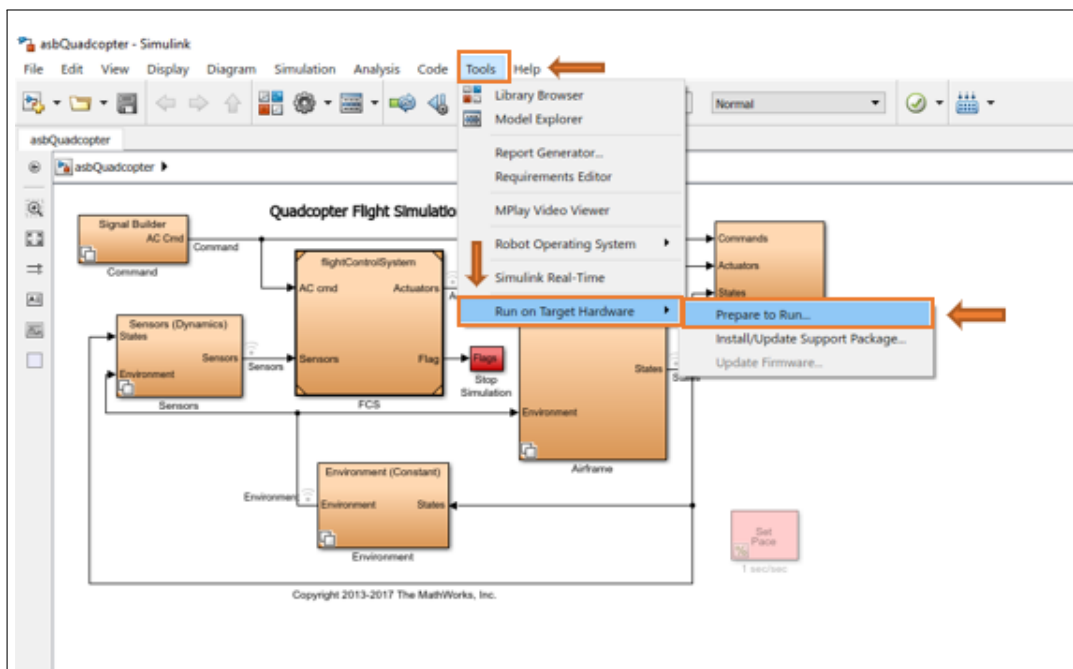 asbQuadcopter - Simulink
File Edit View Display Diagram Simulation Analysis Code Tools Help
Normal
Library Browser
Model Explorer
Report Generator...
Requirements Editor
MPlay Video Viewer
Robot Operating System
Simulink Real-Time
Run on Target Hardware
Prepare to Run...
Install/Update Support Package...
Update Firmware...
asbQuadcopter
asbQuadcopter
Quadcopter Flight Simulatio
Signal Builder
AC Cmd
Command
Command
flightControlSystem
AC cmd
Actuators
Sensors
Flag
FCS
Commands
Actuators
States
Sensors (Dynamics)
States
Sensors
Environment
Sensors
Sensors
Flags
Stop
Simulation
States
Environment
Airframe
Environment (Constant)
Environment
Environment
States
Environment
Set
Pace
1 sec/sec
Copyright 2013-2017 The MathWorks, Inc.